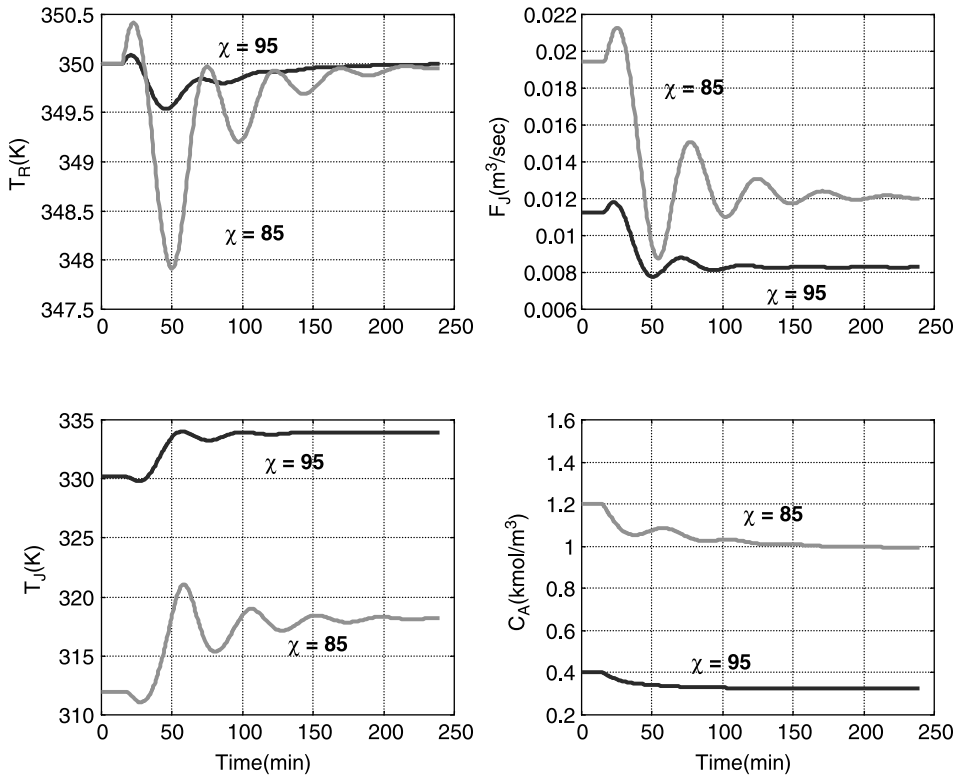 350.5
350
349.5
349
348.5
348
347.5
T_R(K)
χ = 95
χ = 85
0 50 100 150 200 250
0.022
0.02
0.018
0.016
0.014
0.012
0.01
0.008
0.006
F_J(m³/sec)
χ = 85
χ = 95
0 50 100 150 200 250
335
330
325
320
315
310
T_J(K)
χ = 95
χ = 85
0 50 100 150 200 250
Time(min)
1.6
1.4
1.2
1
0.8
0.6
0.4
0.2
C_A(kmol/m³)
χ = 85
χ = 95
0 50 100 150 200 250
Time(min)